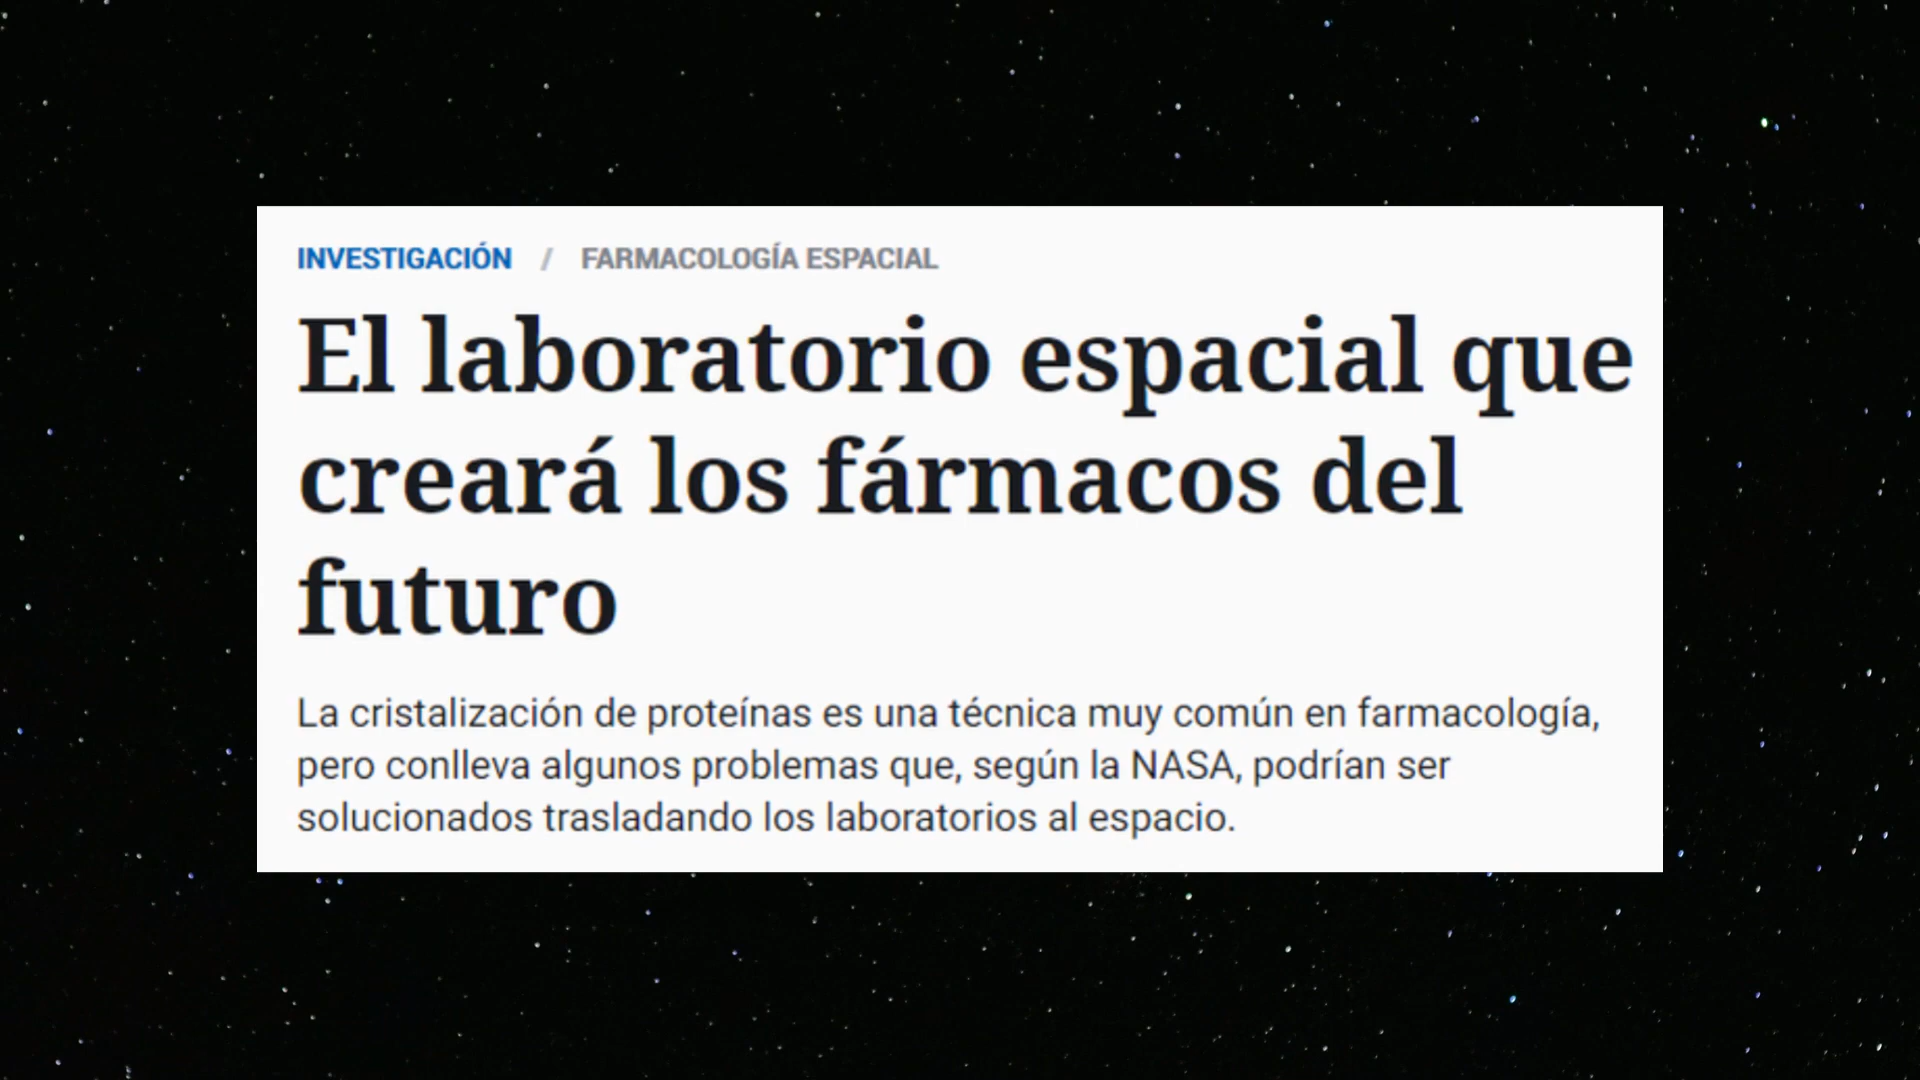 INVESTIGACIÓN / FARMACOLOGÍA ESPACIAL
El laboratorio espacial que
creará los fármacos del
futuro
La cristalización de proteínas es una técnica muy común en farmacología,
pero conlleva algunos problemas que, según la NASA, podrían ser
solucionados trasladando los laboratorios al espacio.